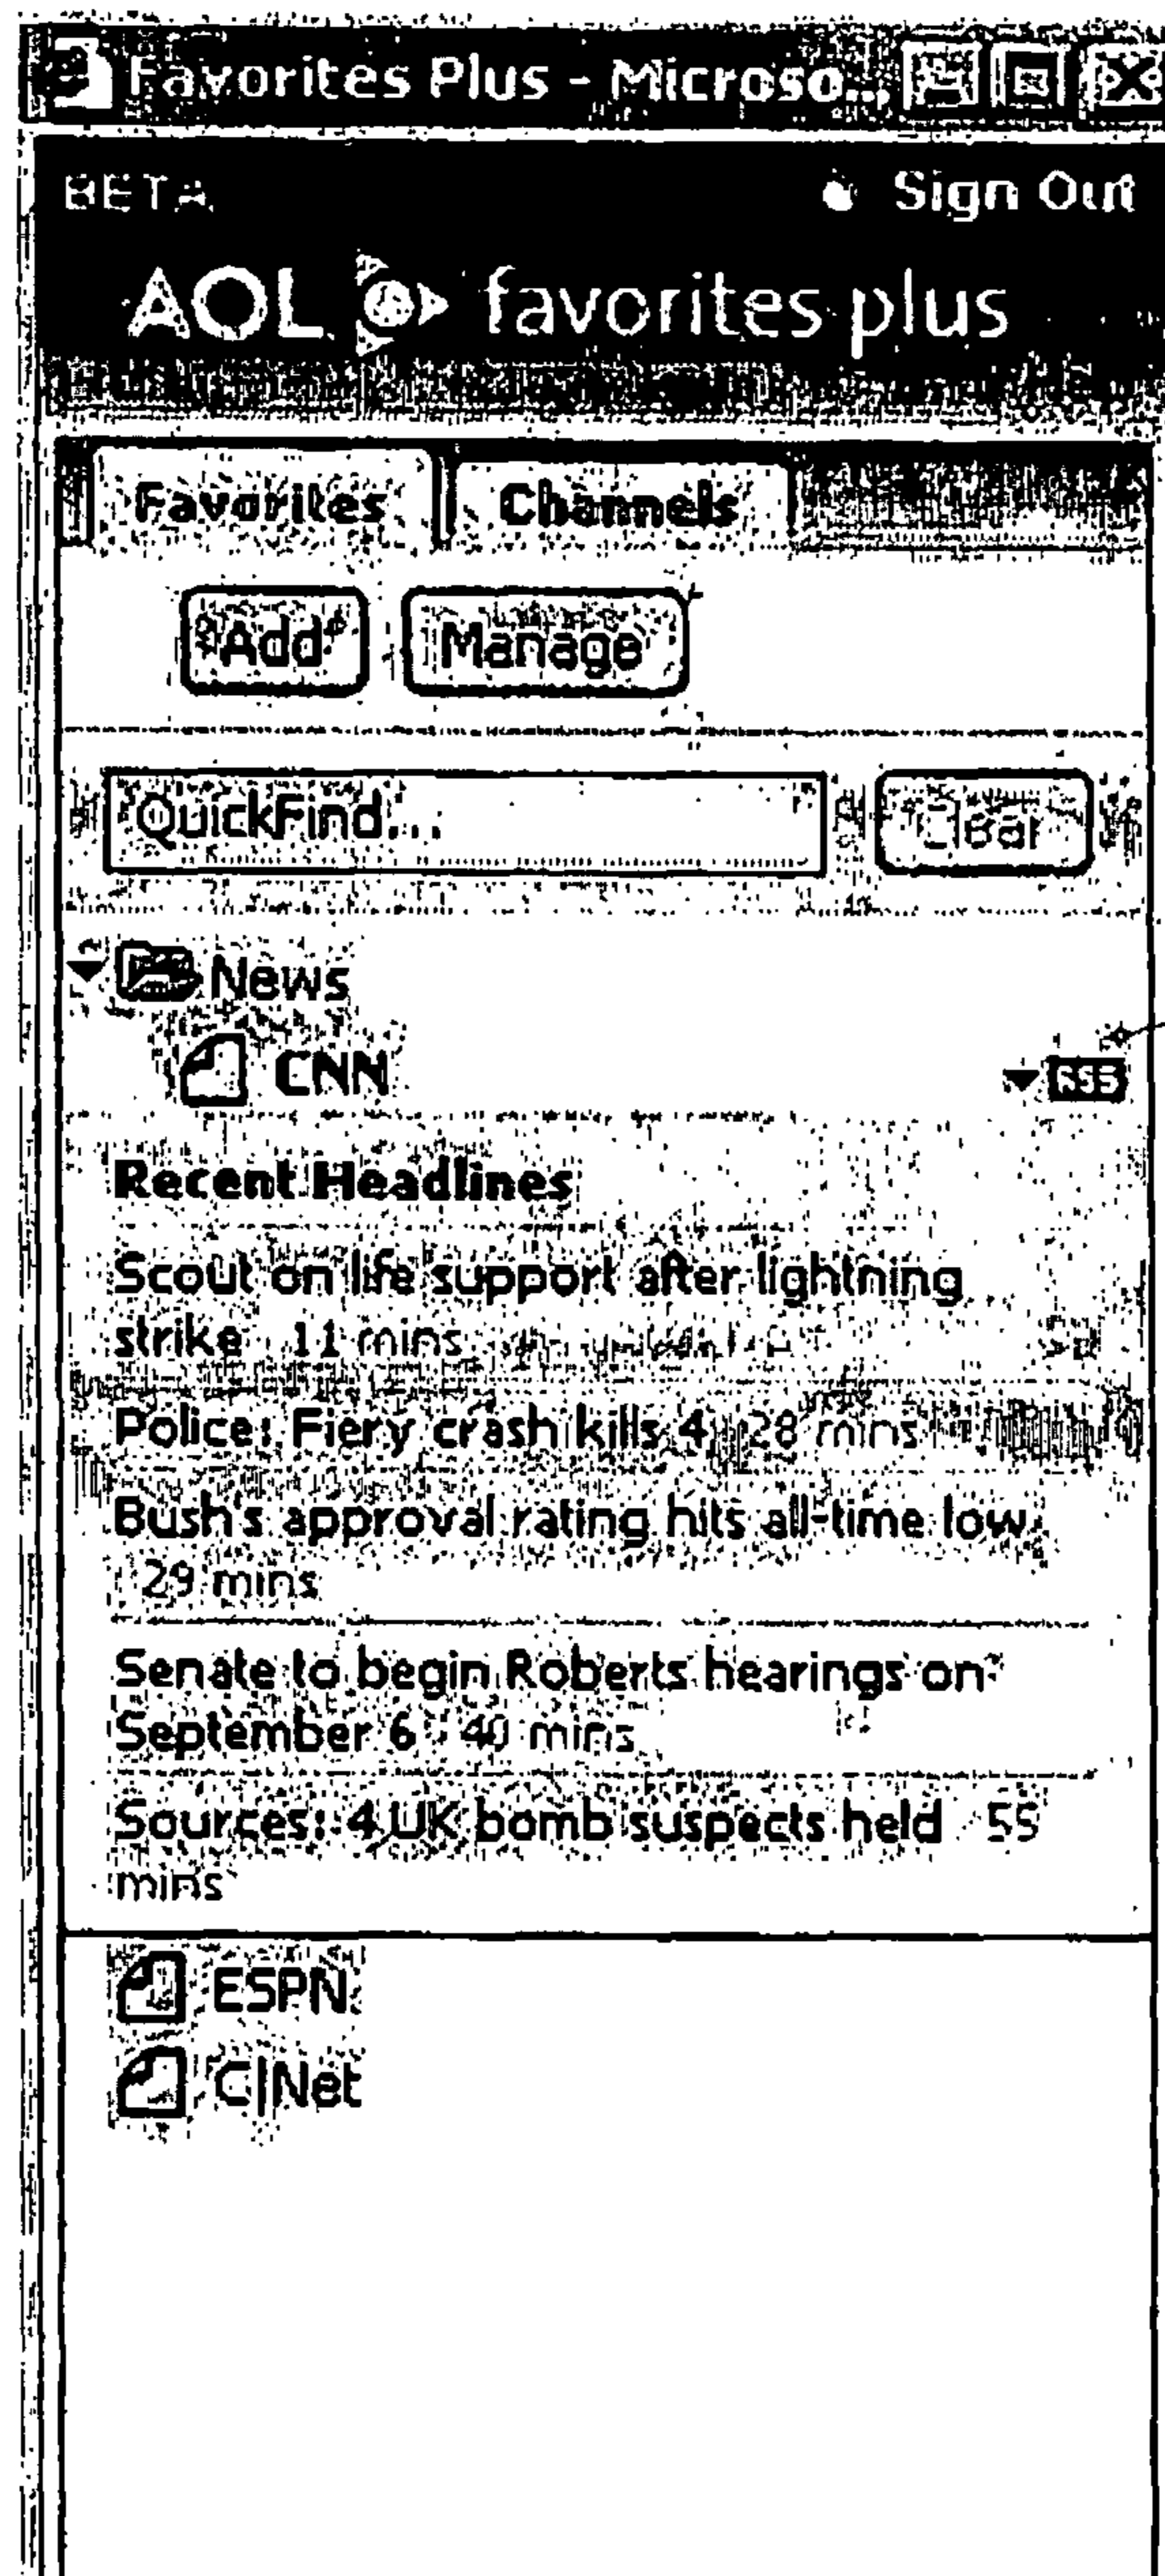 Favorites Plus - Microso...
BETA
Sign Out
AOL favorites plus
Favorites Channels
Add Manage
QuickFind... Clear
News
CNN RSS
Recent Headlines
Scout on life support after lightning
strike 11 mins
Police: Fiery crash kills 4 28 mins
Bush's approval rating hits all-time low
29 mins
Senate to begin Roberts hearings on
September 6 40 mins
Sources: 4 UK bomb suspects held 55
mins
ESPN
C|Net